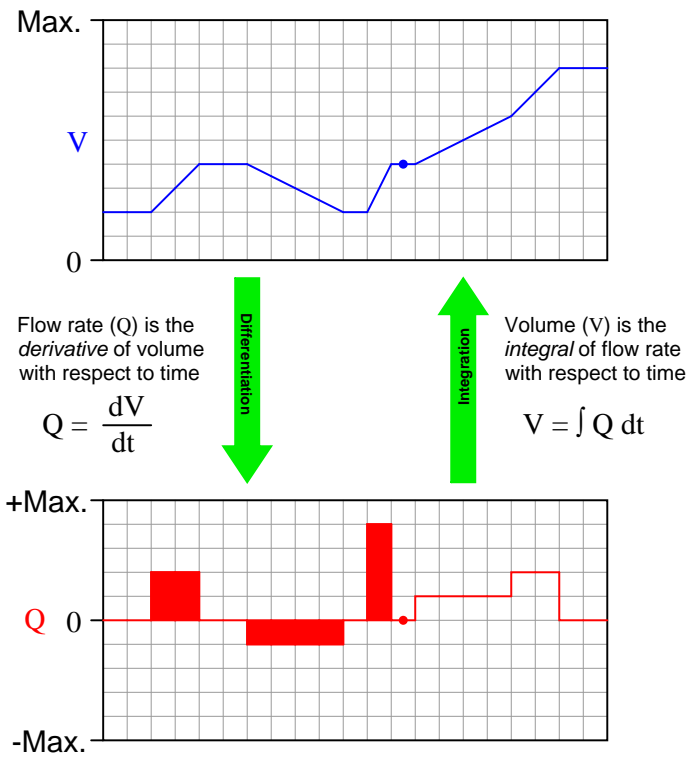 Max.
V
0
Flow rate (Q) is the
derivative of volume
with respect to time
Q = dV
dt
Differentiation
Integration
Volume (V) is the
integral of flow rate
with respect to time
V = ∫ Q dt
+Max.
Q 0
-Max.